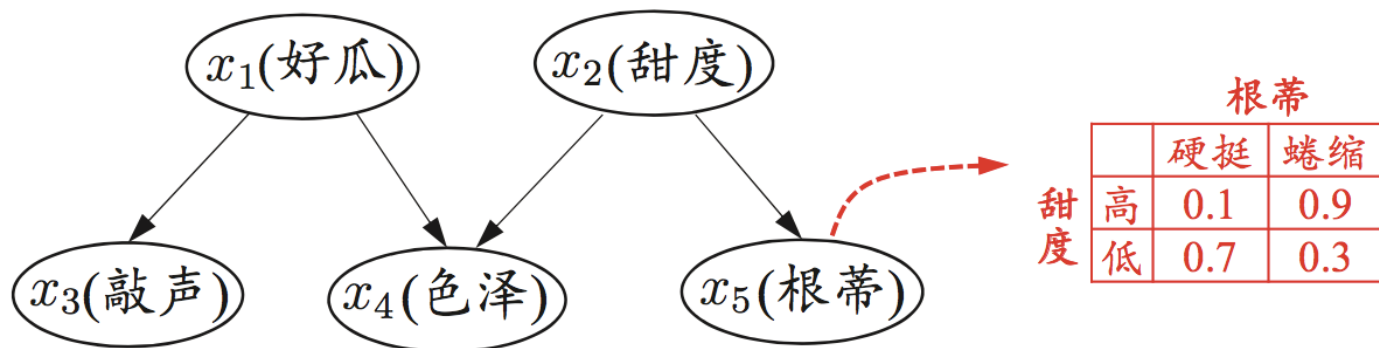 x₁(好瓜) x₂(甜度)
x₃(敲声) x₄(色泽) x₅(根蒂)
根蒂
硬挺 蜷缩
甜度
高 0.1 0.9
低 0.7 0.3